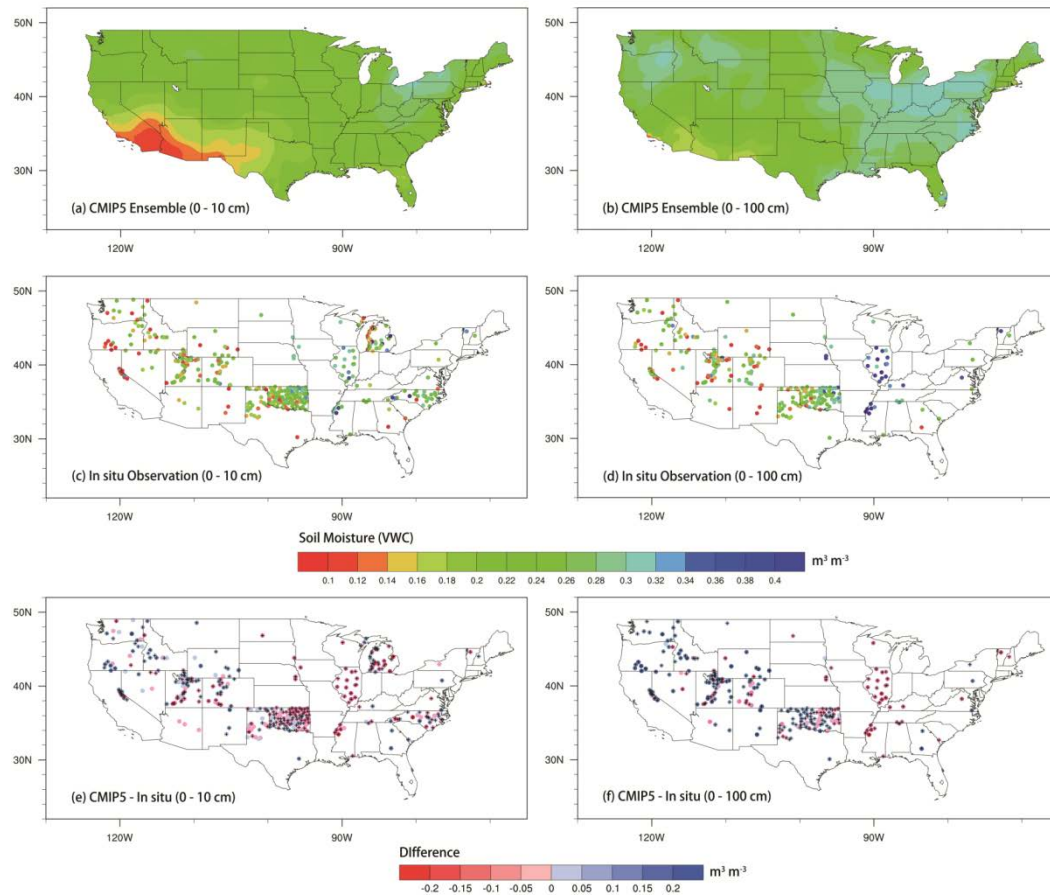 50N
40N
30N
(a) CMIP5 Ensemble (0 - 10 cm)
120W
90W
50N
40N
30N
(b) CMIP5 Ensemble (0 - 100 cm)
120W
90W
50N
40N
30N
(c) In situ Observation (0 - 10 cm)
120W
90W
50N
40N
30N
(d) In situ Observation (0 - 100 cm)
120W
90W
Soil Moisture (VWC)
m³ m⁻³
0.1 0.12 0.14 0.16 0.18 0.2 0.22 0.24 0.26 0.28 0.3 0.32 0.34 0.36 0.38 0.4
50N
40N
30N
(e) CMIP5 - In situ (0 - 10 cm)
120W
90W
50N
40N
30N
(f) CMIP5 - In situ (0 - 100 cm)
120W
90W
DIfference
m³ m⁻³
-0.2 -0.15 -0.1 -0.05 0 0.05 0.1 0.15 0.2